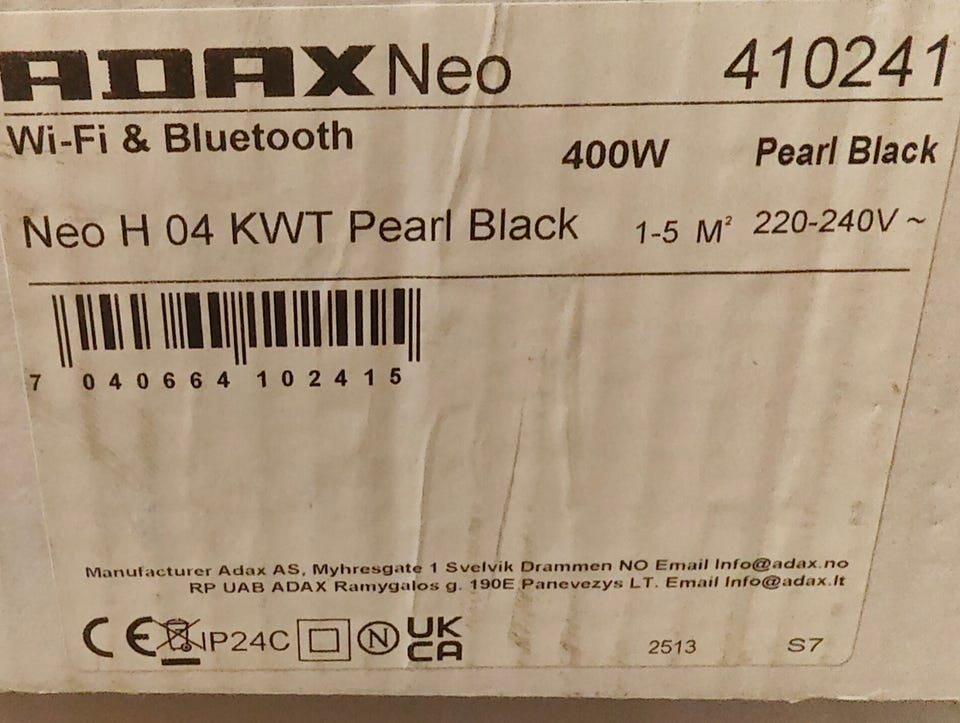 ADAX Neo 410241
Wi-Fi & Bluetooth 400W Pearl Black
Neo H 04 KWT Pearl Black 1-5 M² 220-240V ~
7 040664 102415
Manufacturer Adax AS, Myhresgate 1 Svelvik Drammen NO Email Info@adax.no
RP UAB ADAX Ramygalos g. 190E Panevezys LT. Email Info@adax.lt
CE IP24C N UKCA 2513 S7